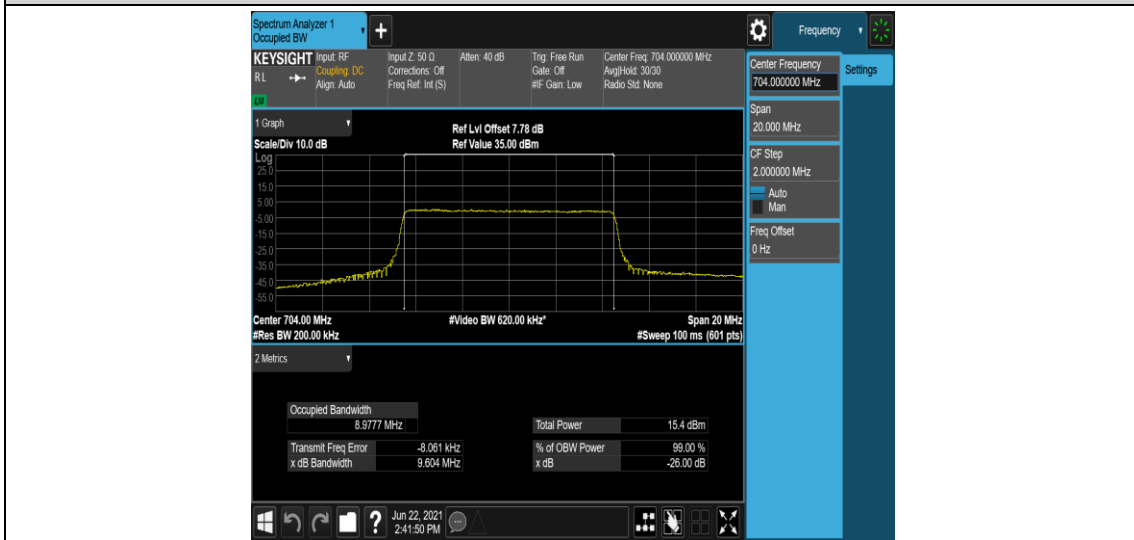 Spectrum Analyzer 1
Occupied BW
Frequency
KEYSIGHT
RL
Input: RF
Coupling: DC
Align: Auto
Input Z: 50 Ω
Corrections: Off
Freq Ref: Int (S)
Atten: 40 dB
Trig: Free Run
Gate: Off
#IF Gain: Low
Center Freq: 704.000000 MHz
Avg|Hold: 30/30
Radio Std: None
Center Frequency
704.000000 MHz
Settings
Span
20.000 MHz
CF Step
2.000000 MHz
Auto
Man
Freq Offset
0 Hz
1 Graph
Scale/Div 10.0 dB
Ref Lvl Offset 7.78 dB
Ref Value 35.00 dBm
Log
25.0
15.0
5.00
-5.00
-15.0
-25.0
-35.0
-45.0
-55.0
Center 704.00 MHz
#Video BW 620.00 kHz*
Span 20 MHz
#Res BW 200.00 kHz
#Sweep 100 ms (601 pts)
2 Metrics
Occupied Bandwidth
8.9777 MHz
Total Power 15.4 dBm
Transmit Freq Error -8.061 kHz
% of OBW Power 99.00 %
x dB Bandwidth 9.604 MHz
x dB -26.00 dB
?
Jun 22, 2021
2:41:50 PM